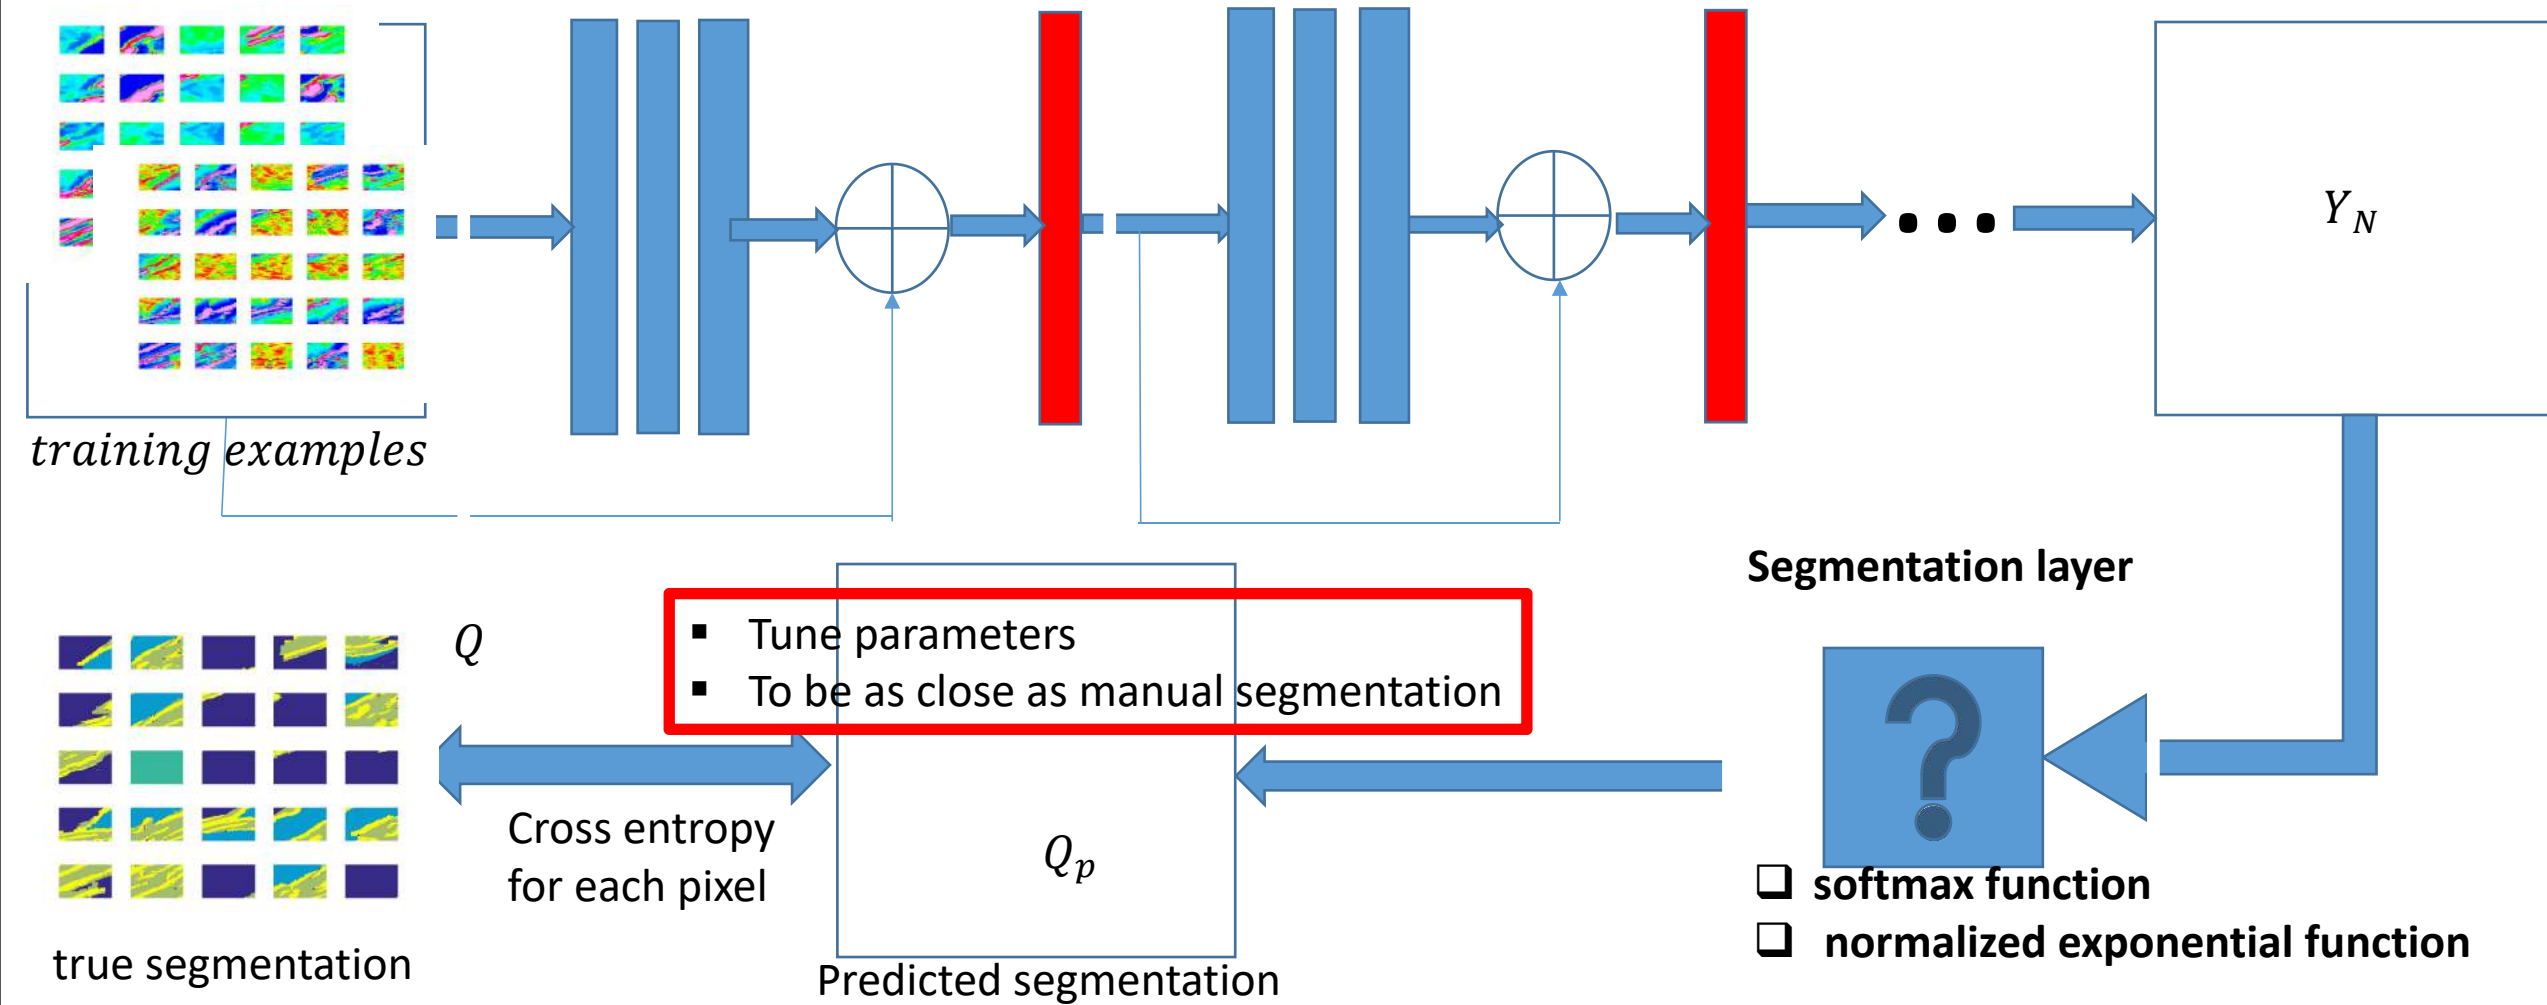 training examples
Y_N
Segmentation layer
Q
▪ Tune parameters
▪ To be as close as manual segmentation
Cross entropy
for each pixel
Q_p
❑ softmax function
❑ normalized exponential function
true segmentation
Predicted segmentation